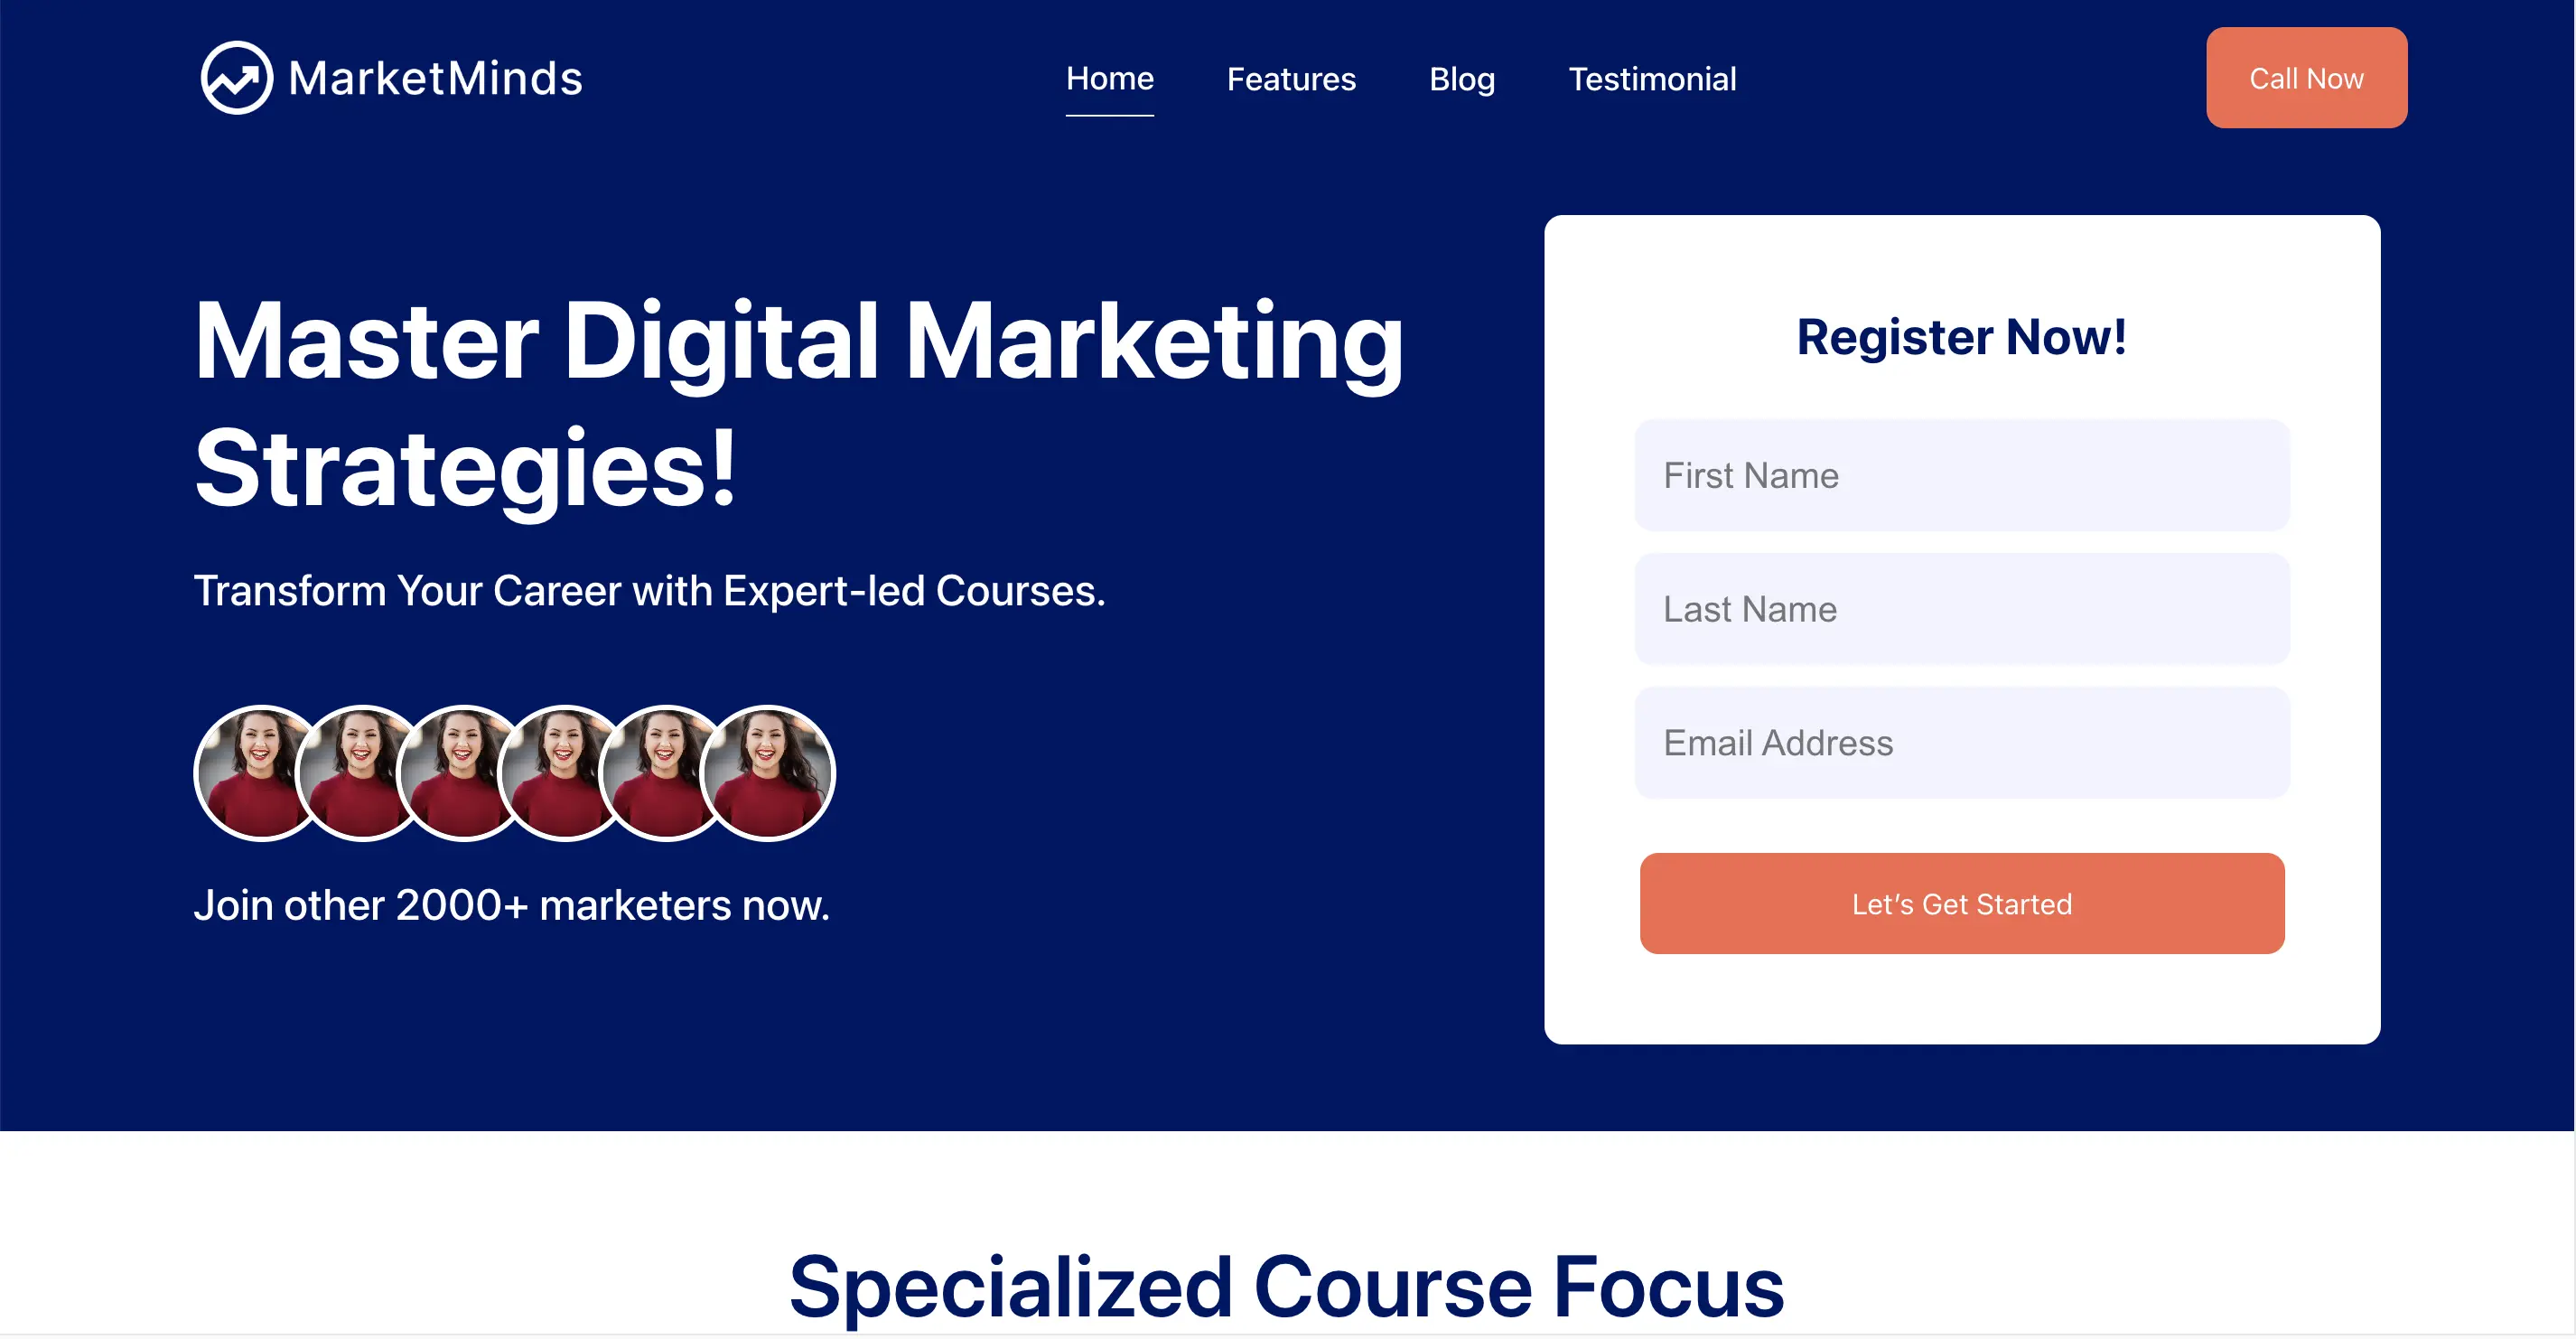 MarketMinds
Home
Features
Blog
Testimonial
Call Now
Master Digital Marketing
Strategies!
Transform Your Career with Expert-led Courses.
Join other 2000+ marketers now.
Register Now!
First Name
Last Name
Email Address
Let’s Get Started
Specialized Course Focus